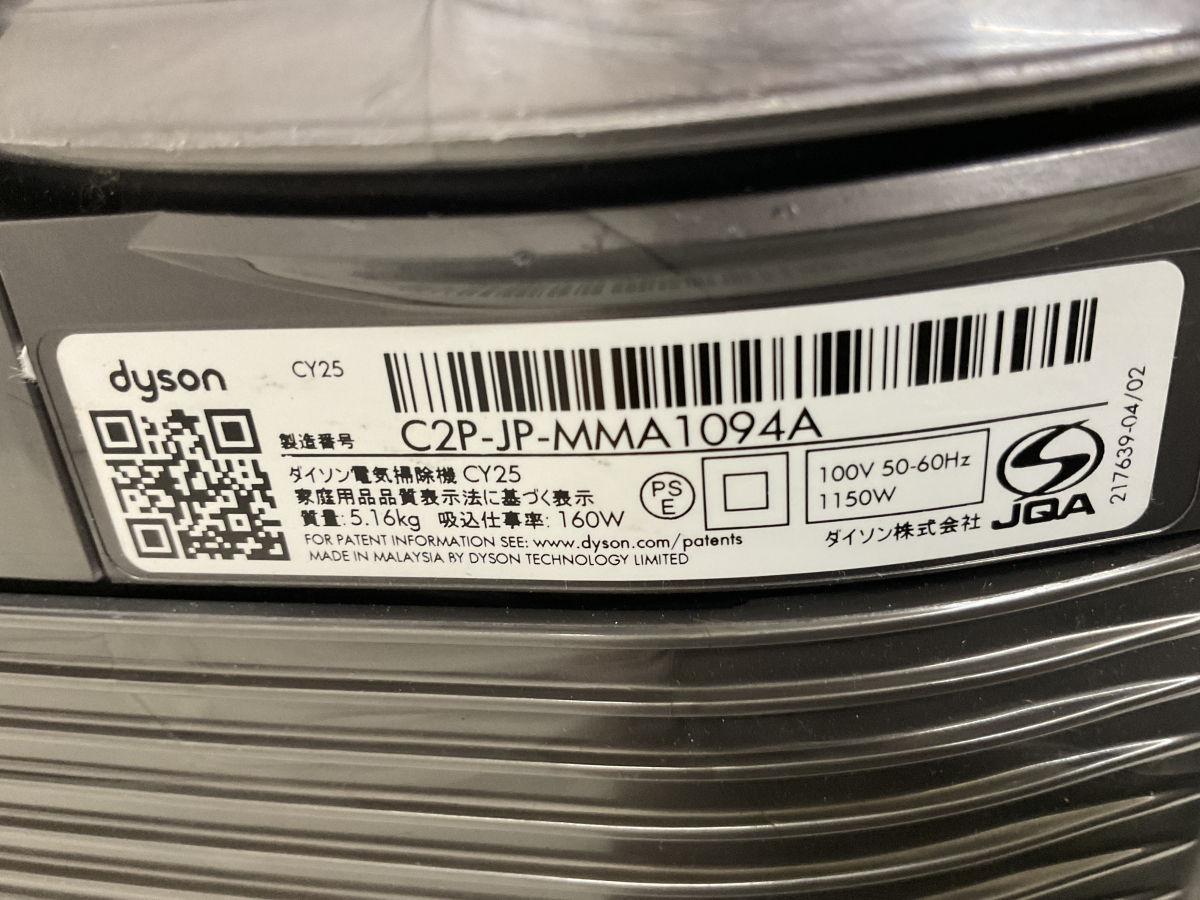 dyson
CY25
製造番号 C2P-JP-MMA1094A
ダイソン電気掃除機 CY25
家庭用品品質表示法に基づく表示
質量: 5.16kg 吸込仕事率: 160W
FOR PATENT INFORMATION SEE: www.dyson.com/patents
MADE IN MALAYSIA BY DYSON TECHNOLOGY LIMITED
PS
E
100V 50-60Hz
1150W
ダイソン株式会社
JQA
217639-04/02